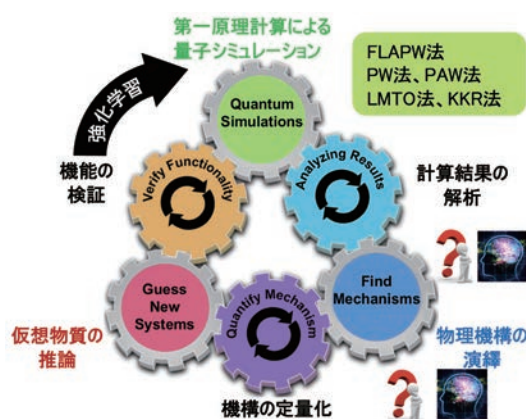 第一原理計算による
量子シミュレーション
FLAPW法
PW法、PAW法
LMTO法、KKR法
強化学習
Quantum
Simulations
機能の
検証
Verify Functionality
Analyzing Results
計算結果の
解析
Guess
New
Systems
Quantify Mechanism
Find
Mechanisms
仮想物質の
推論
物理機構の
演繹
機構の定量化